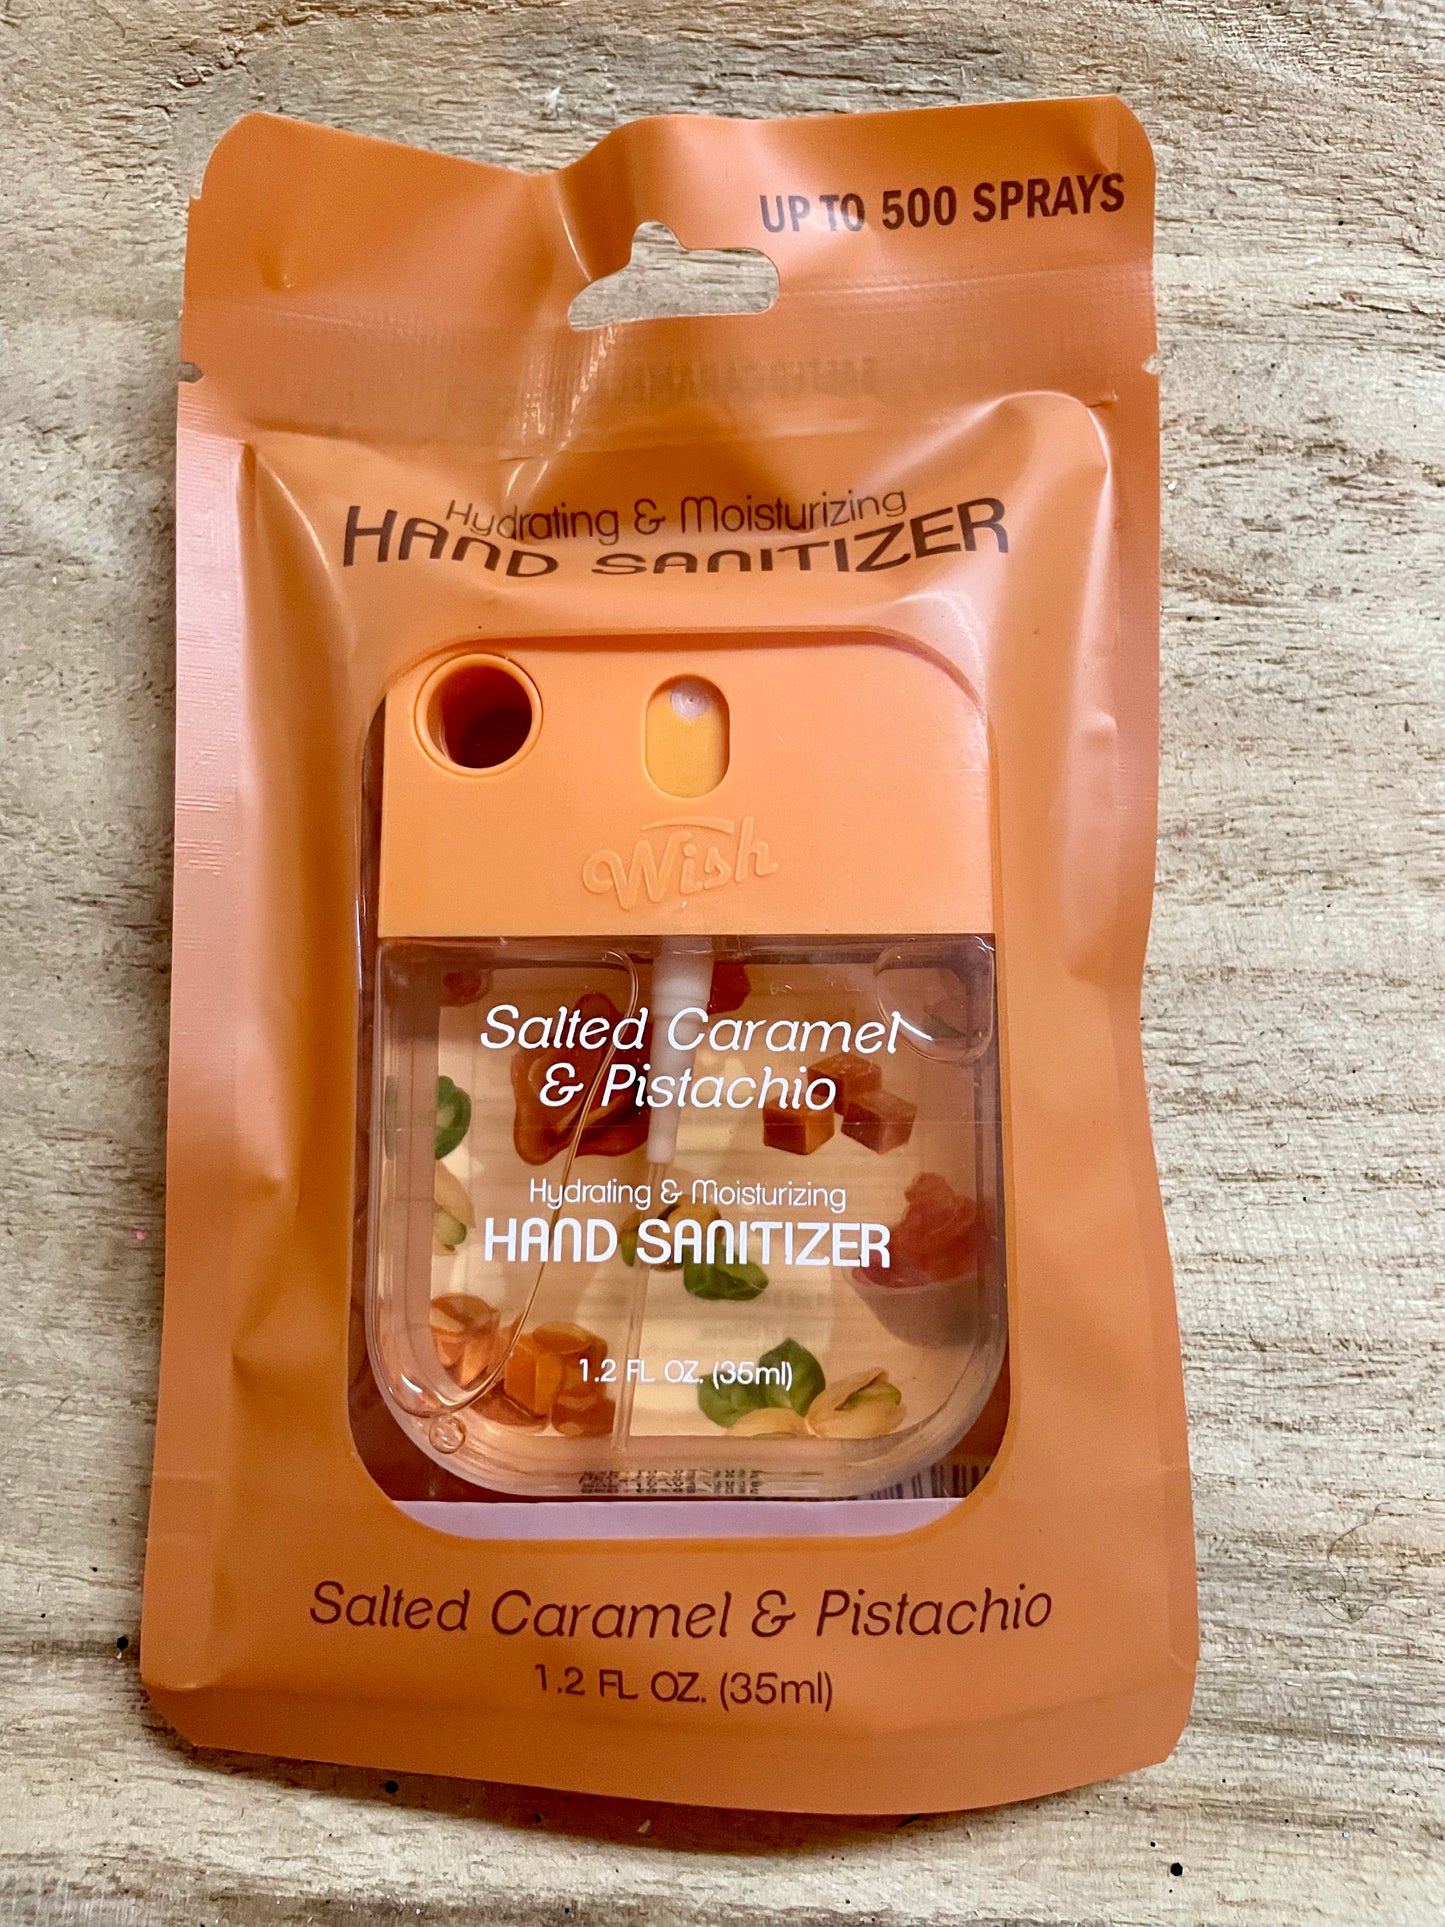 UP TO 500 SPRAYS
Hydrating & Moisturizing
HAND SANITIZER
Wish
Salted Caramel
& Pistachio
Hydrating & Moisturizing
HAND SANITIZER
1.2 FL OZ. (35ml)
Salted Caramel & Pistachio
1.2 FL OZ. (35ml)